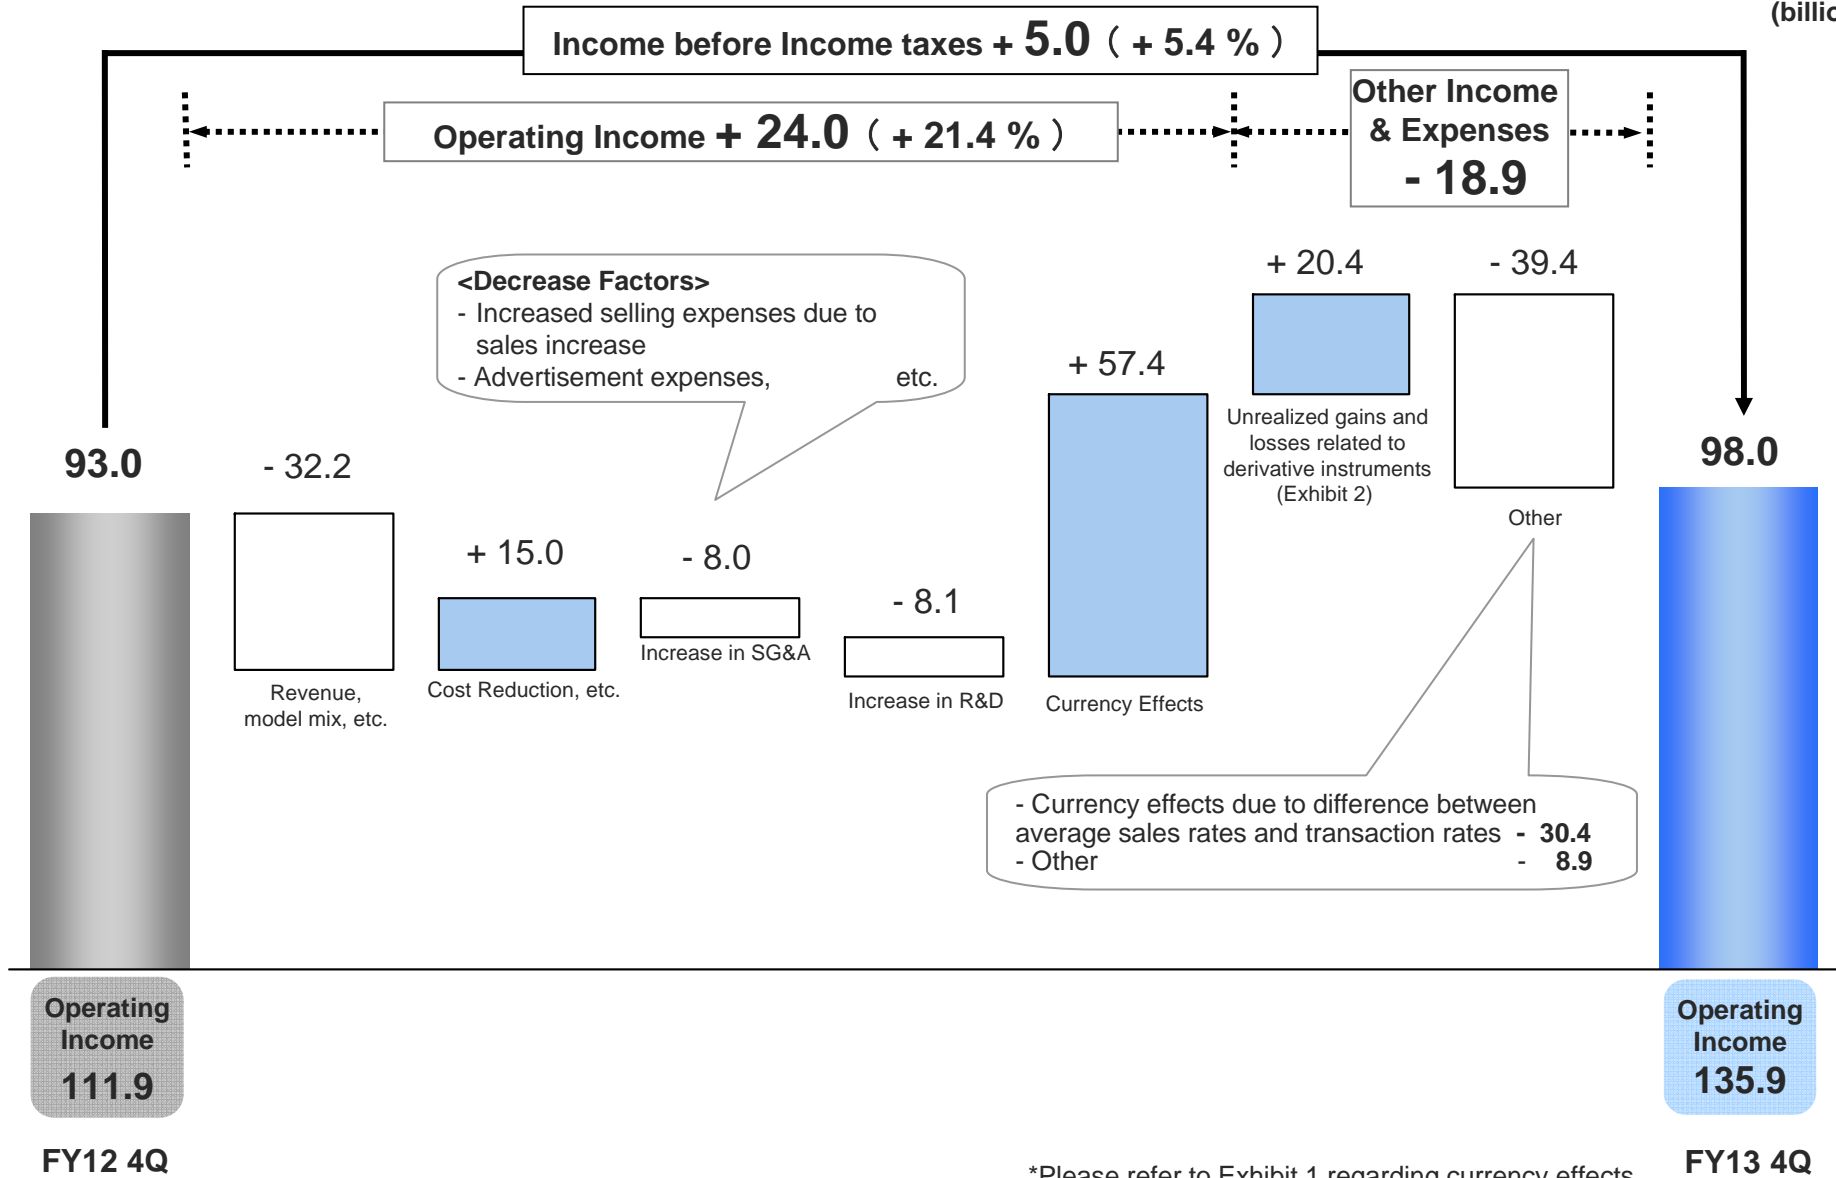 (billio
Income before Income taxes + 5.0 ( + 5.4 % )
Operating Income + 24.0 ( + 21.4 % )
Other Income
& Expenses
- 18.9
<Decrease Factors>
- Increased selling expenses due to
sales increase
- Advertisement expenses, etc.
93.0
- 32.2
Revenue,
model mix, etc.
+ 15.0
Cost Reduction, etc.
- 8.0
Increase in SG&A
- 8.1
Increase in R&D
+ 57.4
Currency Effects
+ 20.4
Unrealized gains and
losses related to
derivative instruments
(Exhibit 2)
- 39.4
Other
98.0
- Currency effects due to difference between
average sales rates and transaction rates - 30.4
- Other - 8.9
Operating
Income
111.9
FY12 4Q
Operating
Income
135.9
FY13 4Q
*Please refer to Exhibit 1 regarding currency effects